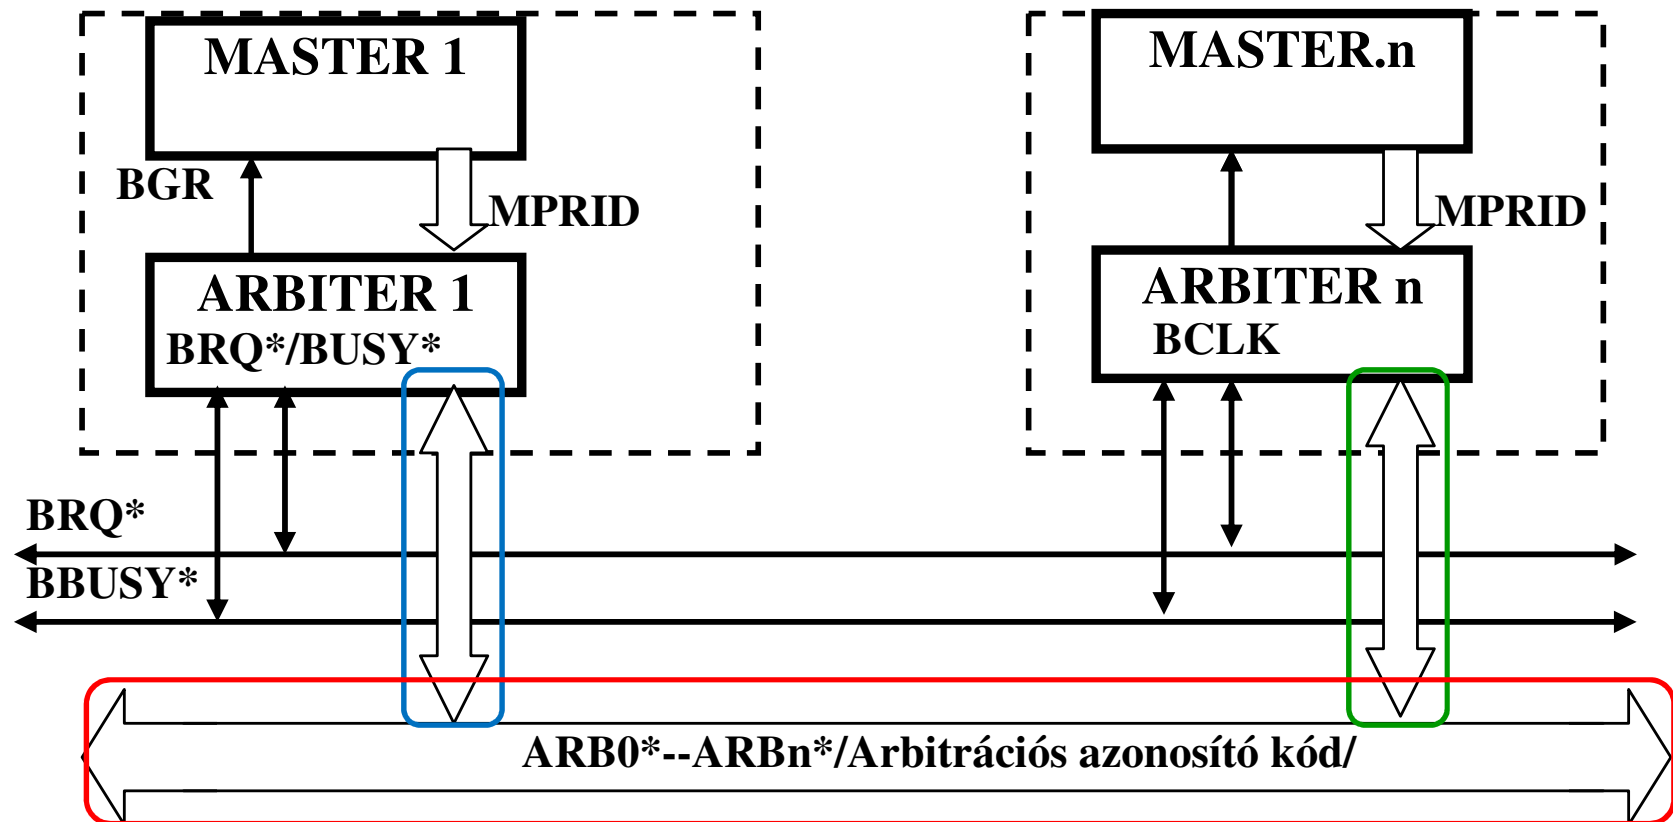 MASTER 1
MASTER.n
BGR
MPRID
MPRID
ARBITER 1
BRQ*/BUSY*
ARBITER n
BCLK
BRQ*
BBUSY*
ARB0*--ARBn*/Arbitrációs azonosító kód/